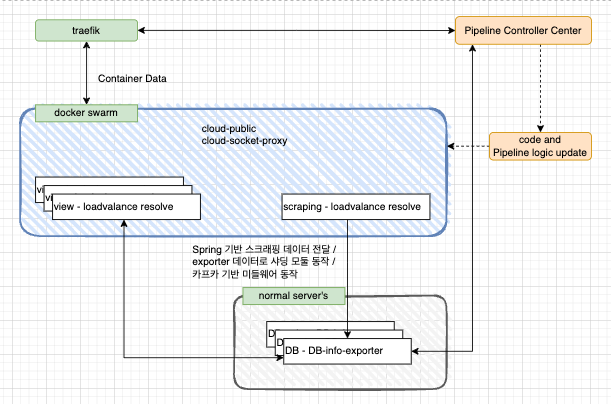 traefik
Pipeline Controller Center
Container Data
docker swarm
cloud-public
cloud-socket-proxy
code and
Pipeline logic update
view - loadvalance resolve
scraping - loadvalance resolve
Spring 기반 스크래핑 데이터 전달 /
exporter 데이터로 샤딩 모둘 동작 /
카프카 기반 미들웨어 동작
normal server's
DB - DB-info-exporter